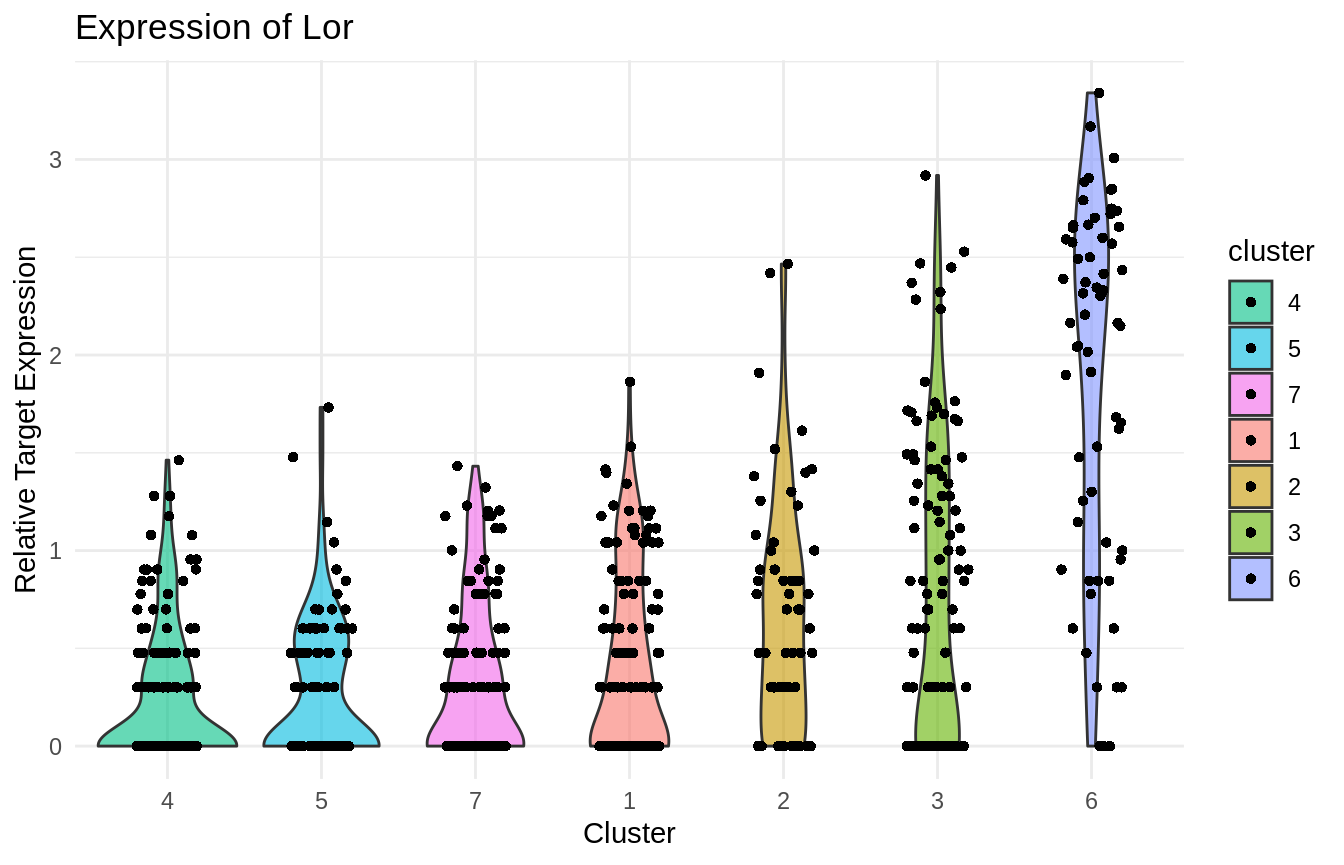 Expression of Lor
Relative Target Expression
3
2
1
0
4 5 7 1 2 3 6
Cluster
cluster
4
5
7
1
2
3
6